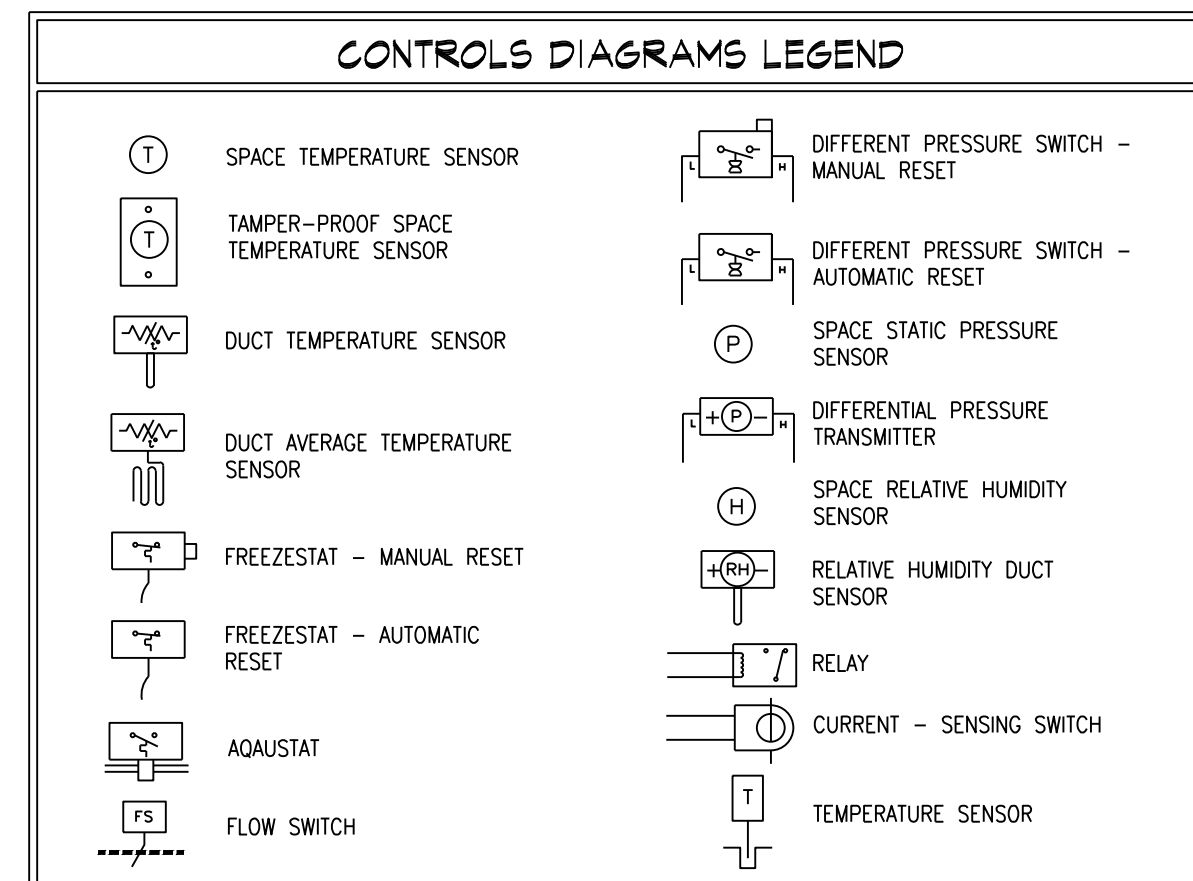 CONTROLS DIAGRAMS LEGEND
T
SPACE TEMPERATURE SENSOR
T
TAMPER-PROOF SPACE
TEMPERATURE SENSOR
t°
DUCT TEMPERATURE SENSOR
t°
DUCT AVERAGE TEMPERATURE
SENSOR
FREEZESTAT - MANUAL RESET
FREEZESTAT - AUTOMATIC
RESET
AQAUSTAT
FS
FLOW SWITCH
L H
DIFFERENT PRESSURE SWITCH -
MANUAL RESET
L H
DIFFERENT PRESSURE SWITCH -
AUTOMATIC RESET
P
SPACE STATIC PRESSURE
SENSOR
L + P - H
DIFFERENTIAL PRESSURE
TRANSMITTER
H
SPACE RELATIVE HUMIDITY
SENSOR
+ RH -
RELATIVE HUMIDITY DUCT
SENSOR
RELAY
CURRENT - SENSING SWITCH
T
TEMPERATURE SENSOR